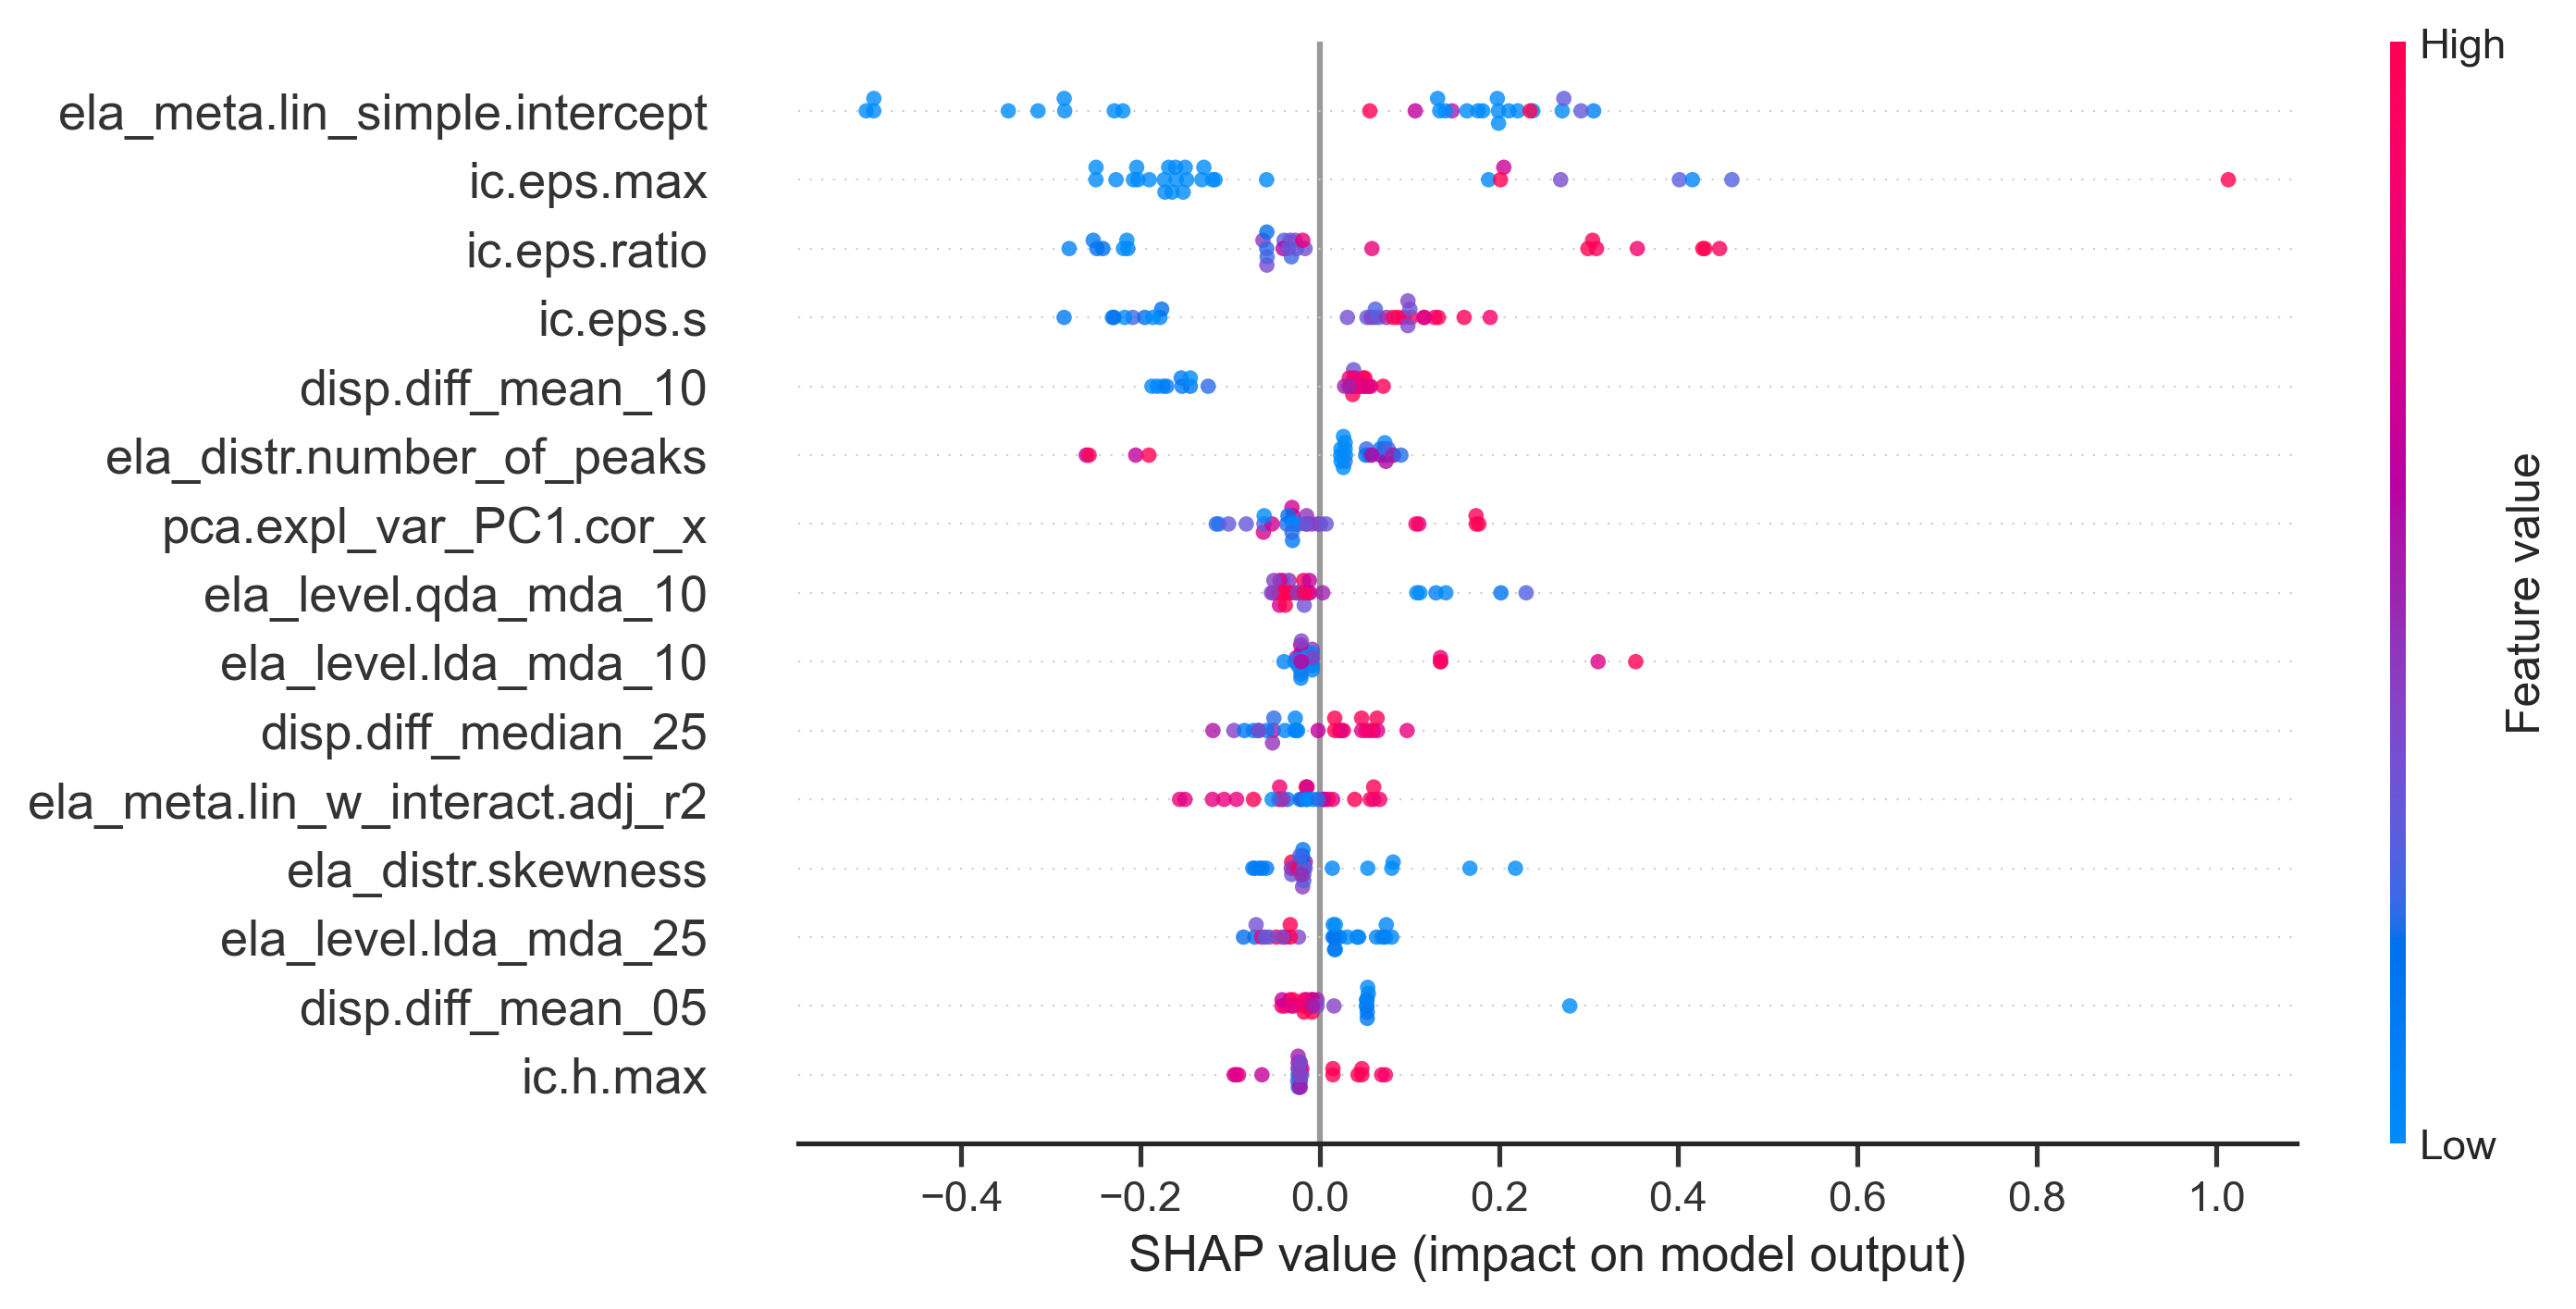 High
ela_meta.lin_simple.intercept
ic.eps.max
ic.eps.ratio
ic.eps.s
disp.diff_mean_10
ela_distr.number_of_peaks
pca.expl_var_PC1.cor_x
ela_level.qda_mda_10
ela_level.lda_mda_10
disp.diff_median_25
ela_meta.lin_w_interact.adj_r2
ela_distr.skewness
ela_level.lda_mda_25
disp.diff_mean_05
ic.h.max
Feature value
Low
−0.4 −0.2 0.0 0.2 0.4 0.6 0.8 1.0
SHAP value (impact on model output)